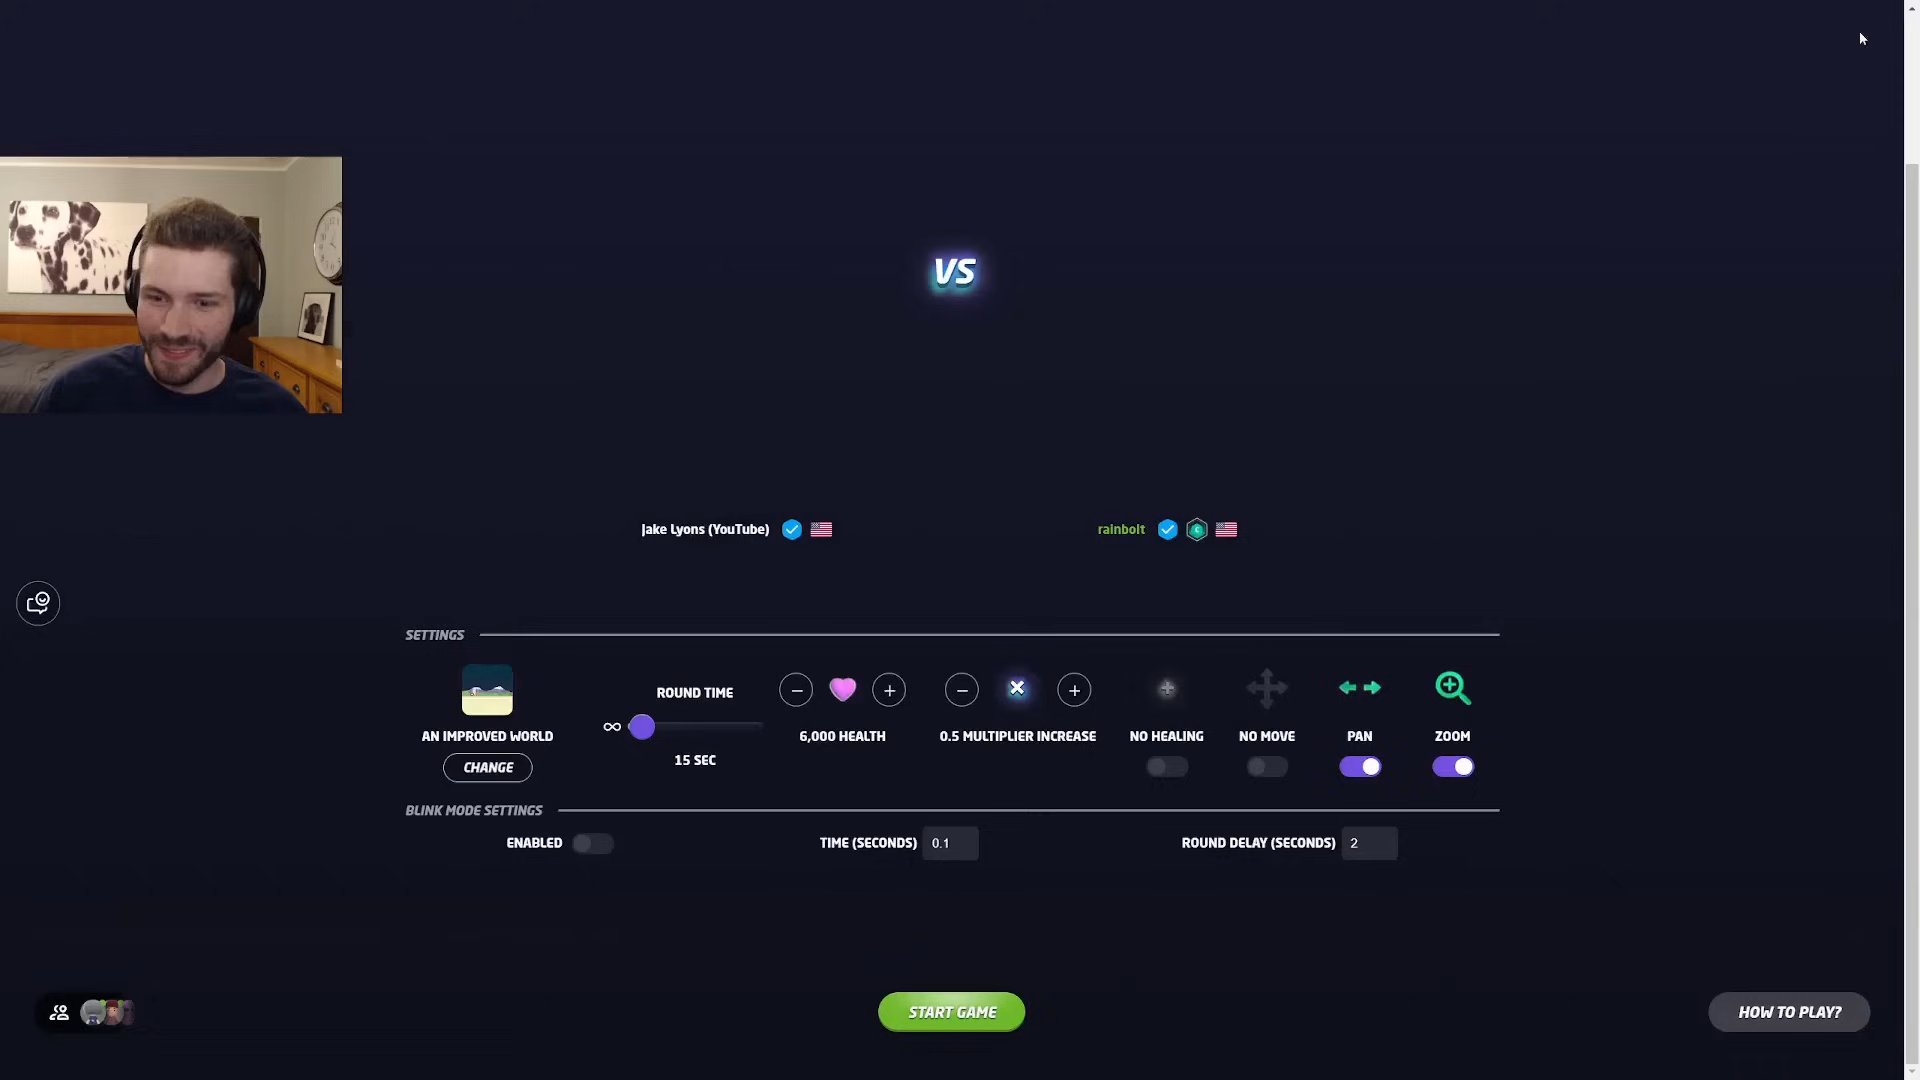 VS
Jake Lyons (YouTube)
rainbolt
SETTINGS
ROUND TIME
∞
15 SEC
AN IMPROVED WORLD
CHANGE
6,000 HEALTH
0.5 MULTIPLIER INCREASE
NO HEALING
NO MOVE
PAN
ZOOM
BLINK MODE SETTINGS
ENABLED
TIME (SECONDS) 0.1
ROUND DELAY (SECONDS) 2
START GAME
HOW TO PLAY?